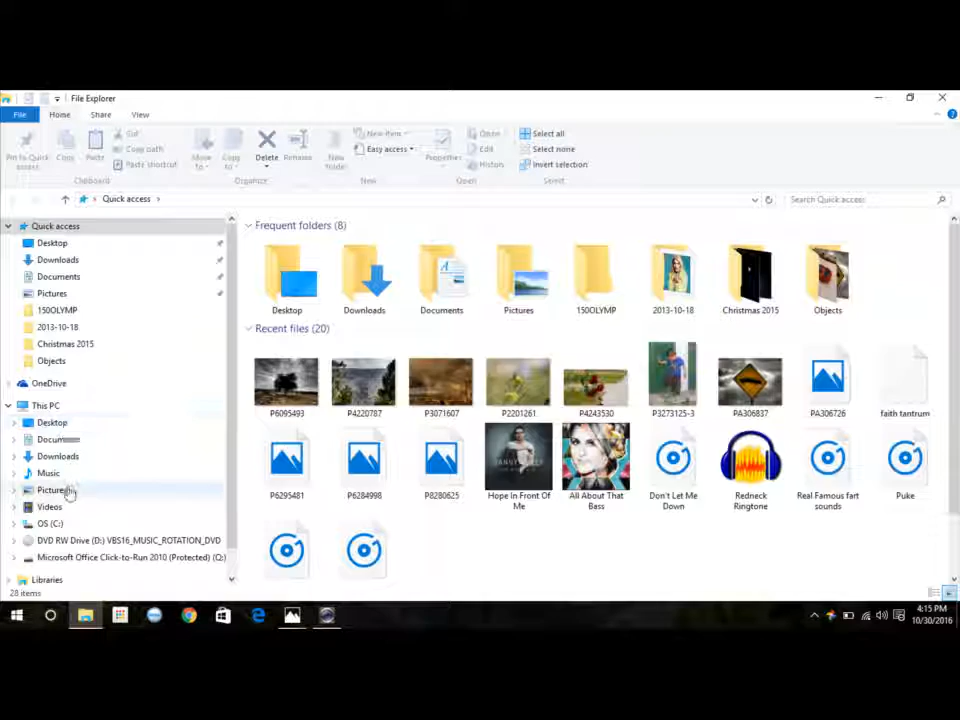 File Explorer
File Home Share View
Pin to Quick access
Copy
Paste
Cut
Copy path
Paste shortcut
Clipboard
Move to
Copy to
Delete
Rename
Organize
New folder
New item
Easy access
New
Properties
Open
Edit
History
Open
Select all
Select none
Invert selection
Select
Quick access
Search Quick access
Quick access
Desktop
Downloads
Documents
Pictures
150OLYMP
2013-10-18
Christmas 2015
Objects
OneDrive
This PC
Desktop
Downloads
Music
Videos
OS (C:)
DVD RW Drive (D:) VBS16_MUSIC_ROTATION_DVD
Microsoft Office Click-to-Run 2010 (Protected) (Q:)
Libraries
28 items
Frequent folders (8)
Desktop
Downloads
Documents
Pictures
150OLYMP
2013-10-18
Christmas 2015
Objects
Recent files (20)
P6095493
P4220787
P3071607
P2201261
P4243530
P3273125-3
PA306837
PA306726
faith tantrum
P6295481
P6284998
P8280625
Hope In Front Of Me
All About That Bass
Don't Let Me Down
Redneck Ringtone
Real Famous fart sounds
Puke
4:15 PM
10/30/2016